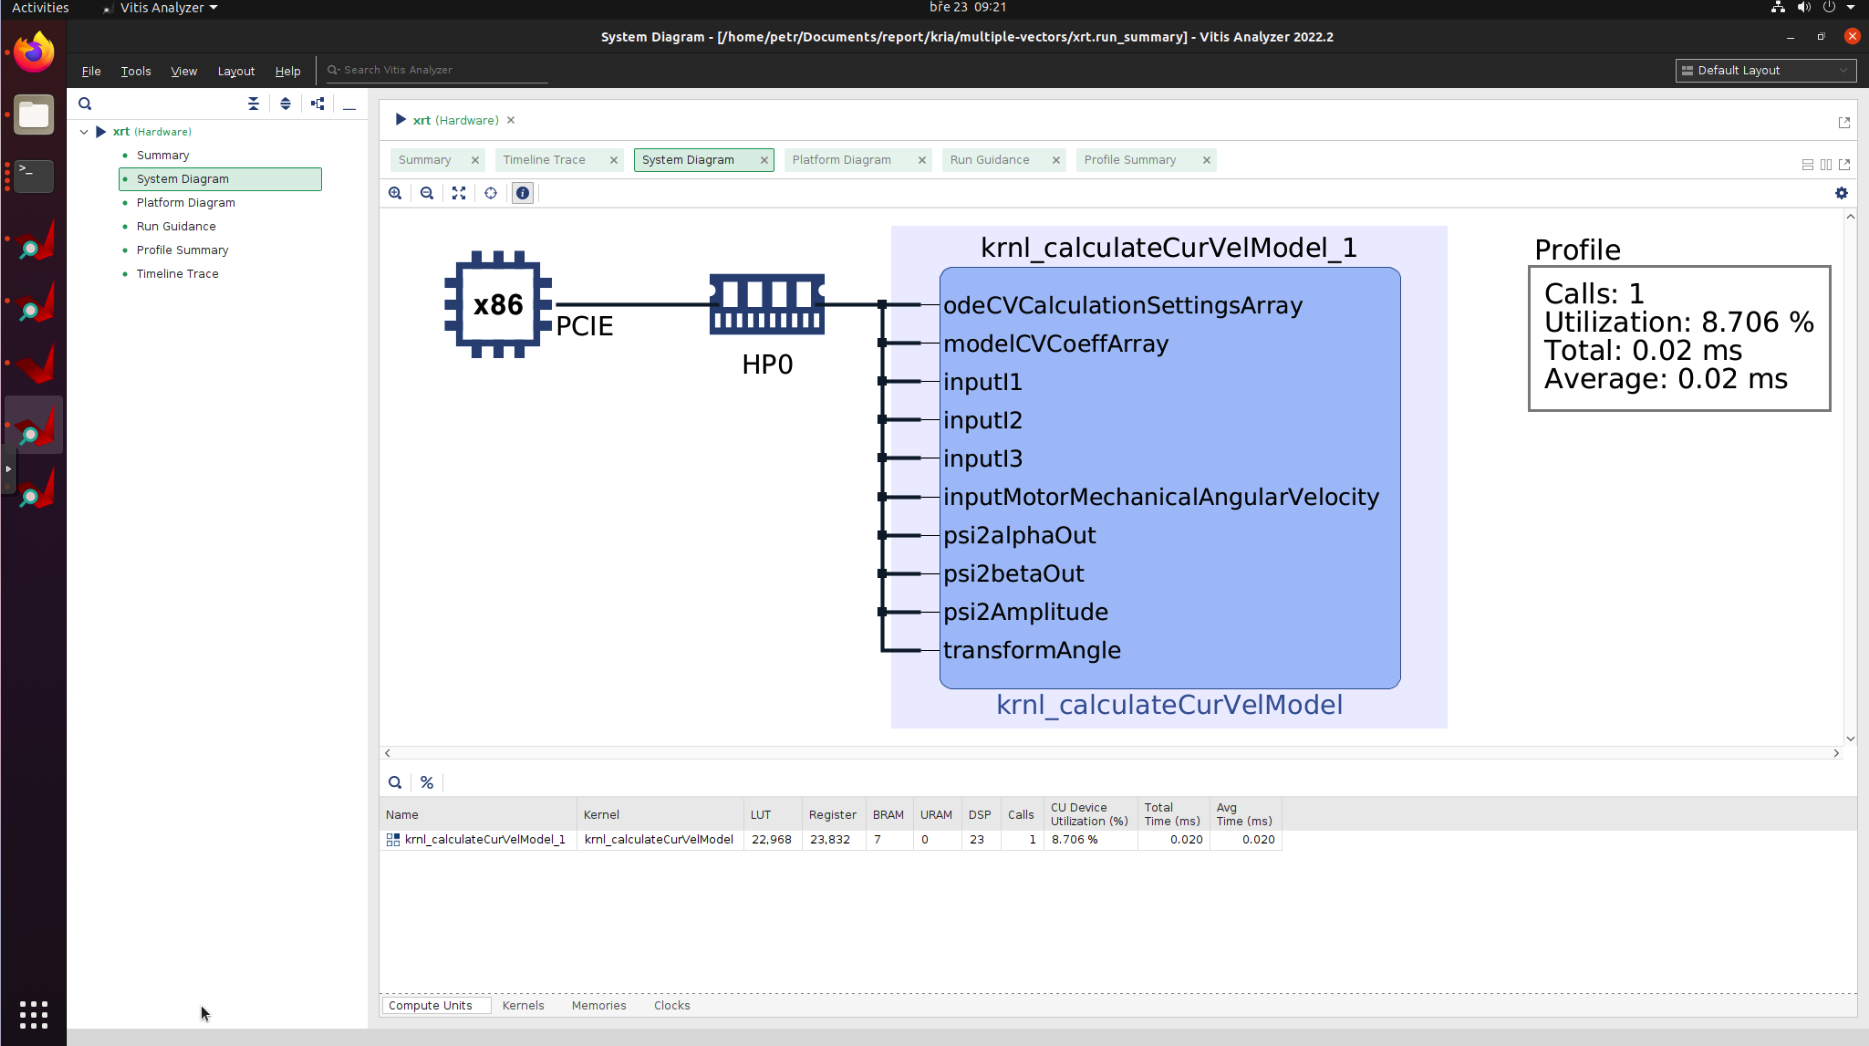 Activities
Vitis Analyzer
bře 23 09:21
System Diagram - [/home/petr/Documents/report/kria/multiple-vectors/xrt.run_summary] - Vitis Analyzer 2022.2
File Tools View Layout Help
Search Vitis Analyzer
Default Layout
xrt (Hardware)
Summary
System Diagram
Platform Diagram
Run Guidance
Profile Summary
Timeline Trace
xrt (Hardware)
Summary
Timeline Trace
System Diagram
Platform Diagram
Run Guidance
Profile Summary
x86
PCIE
HP0
krnl_calculateCurVelModel_1
odeCVCalculationSettingsArray
modelCVCoeffArray
inputI1
inputI2
inputI3
inputMotorMechanicalAngularVelocity
psi2alphaOut
psi2betaOut
psi2Amplitude
transformAngle
krnl_calculateCurVelModel
Profile
Calls: 1
Utilization: 8.706 %
Total: 0.02 ms
Average: 0.02 ms
Name Kernel LUT Register BRAM URAM DSP Calls CU Device Utilization (%) Total Time (ms) Avg Time (ms)
krnl_calculateCurVelModel_1 krnl_calculateCurVelModel 22,968 23,832 7 0 23 1 8.706 % 0.020 0.020
Compute Units Kernels Memories Clocks